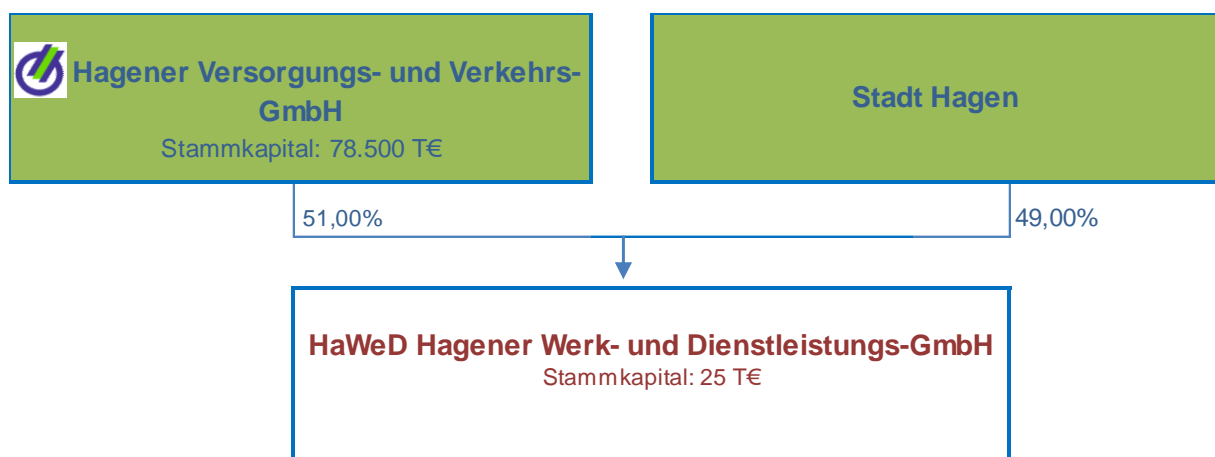 Hagener Versorgungs- und Verkehrs-
GmbH
Stammkapital: 78.500 T€
Stadt Hagen
51,00%
49,00%
HaWeD Hagener Werk- und Dienstleistungs-GmbH
Stammkapital: 25 T€